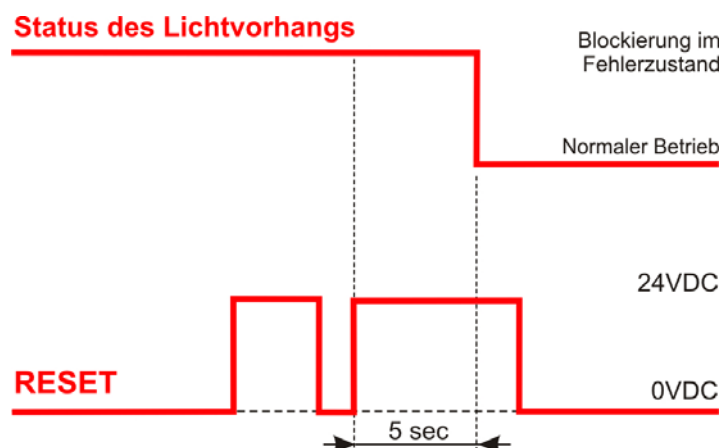 Status des Lichtvorhangs
Blockierung im
Fehlerzustand
Normaler Betrieb
24VDC
RESET
0VDC
5 sec